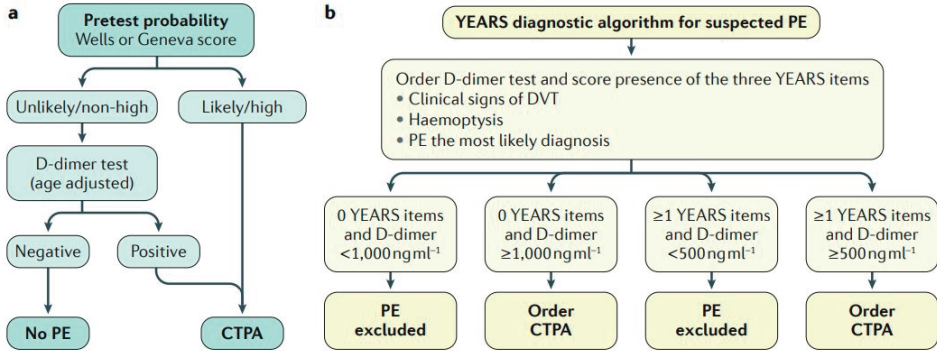 a
Pretest probability
Wells or Geneva score
Unlikely/non-high
Likely/high
D-dimer test
(age adjusted)
Negative
Positive
No PE
CTPA
b
YEARS diagnostic algorithm for suspected PE
Order D-dimer test and score presence of the three YEARS items
• Clinical signs of DVT
• Haemoptysis
• PE the most likely diagnosis
0 YEARS items
and D-dimer
<1,000 ng ml⁻¹
0 YEARS items
and D-dimer
≥1,000 ng ml⁻¹
≥1 YEARS items
and D-dimer
<500 ng ml⁻¹
≥1 YEARS items
and D-dimer
≥500 ng ml⁻¹
PE
excluded
Order
CTPA
PE
excluded
Order
CTPA